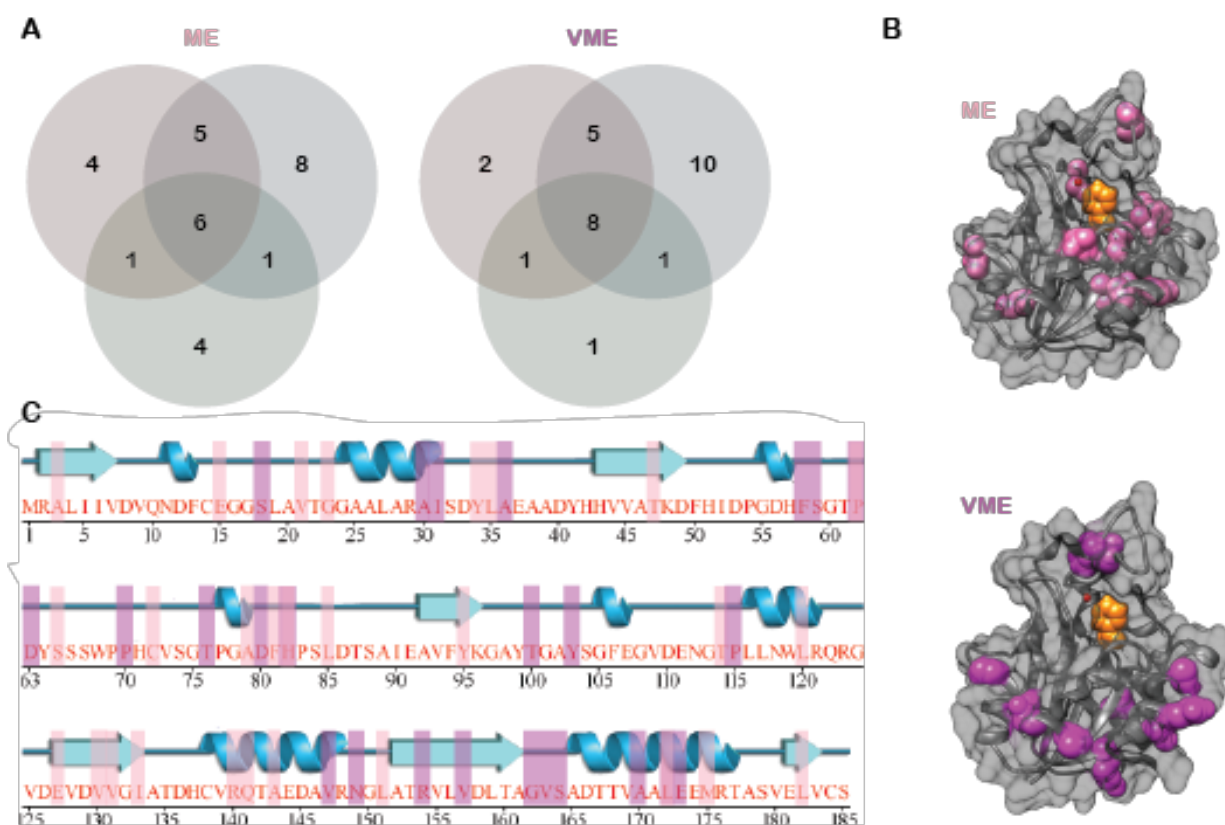 A
ME
VME
B
4
5
8
6
1
1
4
2
5
10
8
1
1
1
ME
VME
C
MRALIIVDVQNDFCEGGSLAVTGGAALARAISDYLAEAADYHHVVATKDFHIDPGDHFSGTP
1 10 15 20 25 30 35 40 45 50 55 60
DYSSSWPPHCVSGTPGADFHPSLDTSAIEAVFYKGAYTGAYSGFEGVDENGTPLLNWLRQRG
63 70 75 80 85 90 95 100 105 110 115 120
VDEVDVVGIATDHCVRQTAEDAVRNGLATRVLVDLTAGVSADTTVAALEEMRTASVELVCS
125 130 135 140 145 150 155 160 165 170 175 180 185